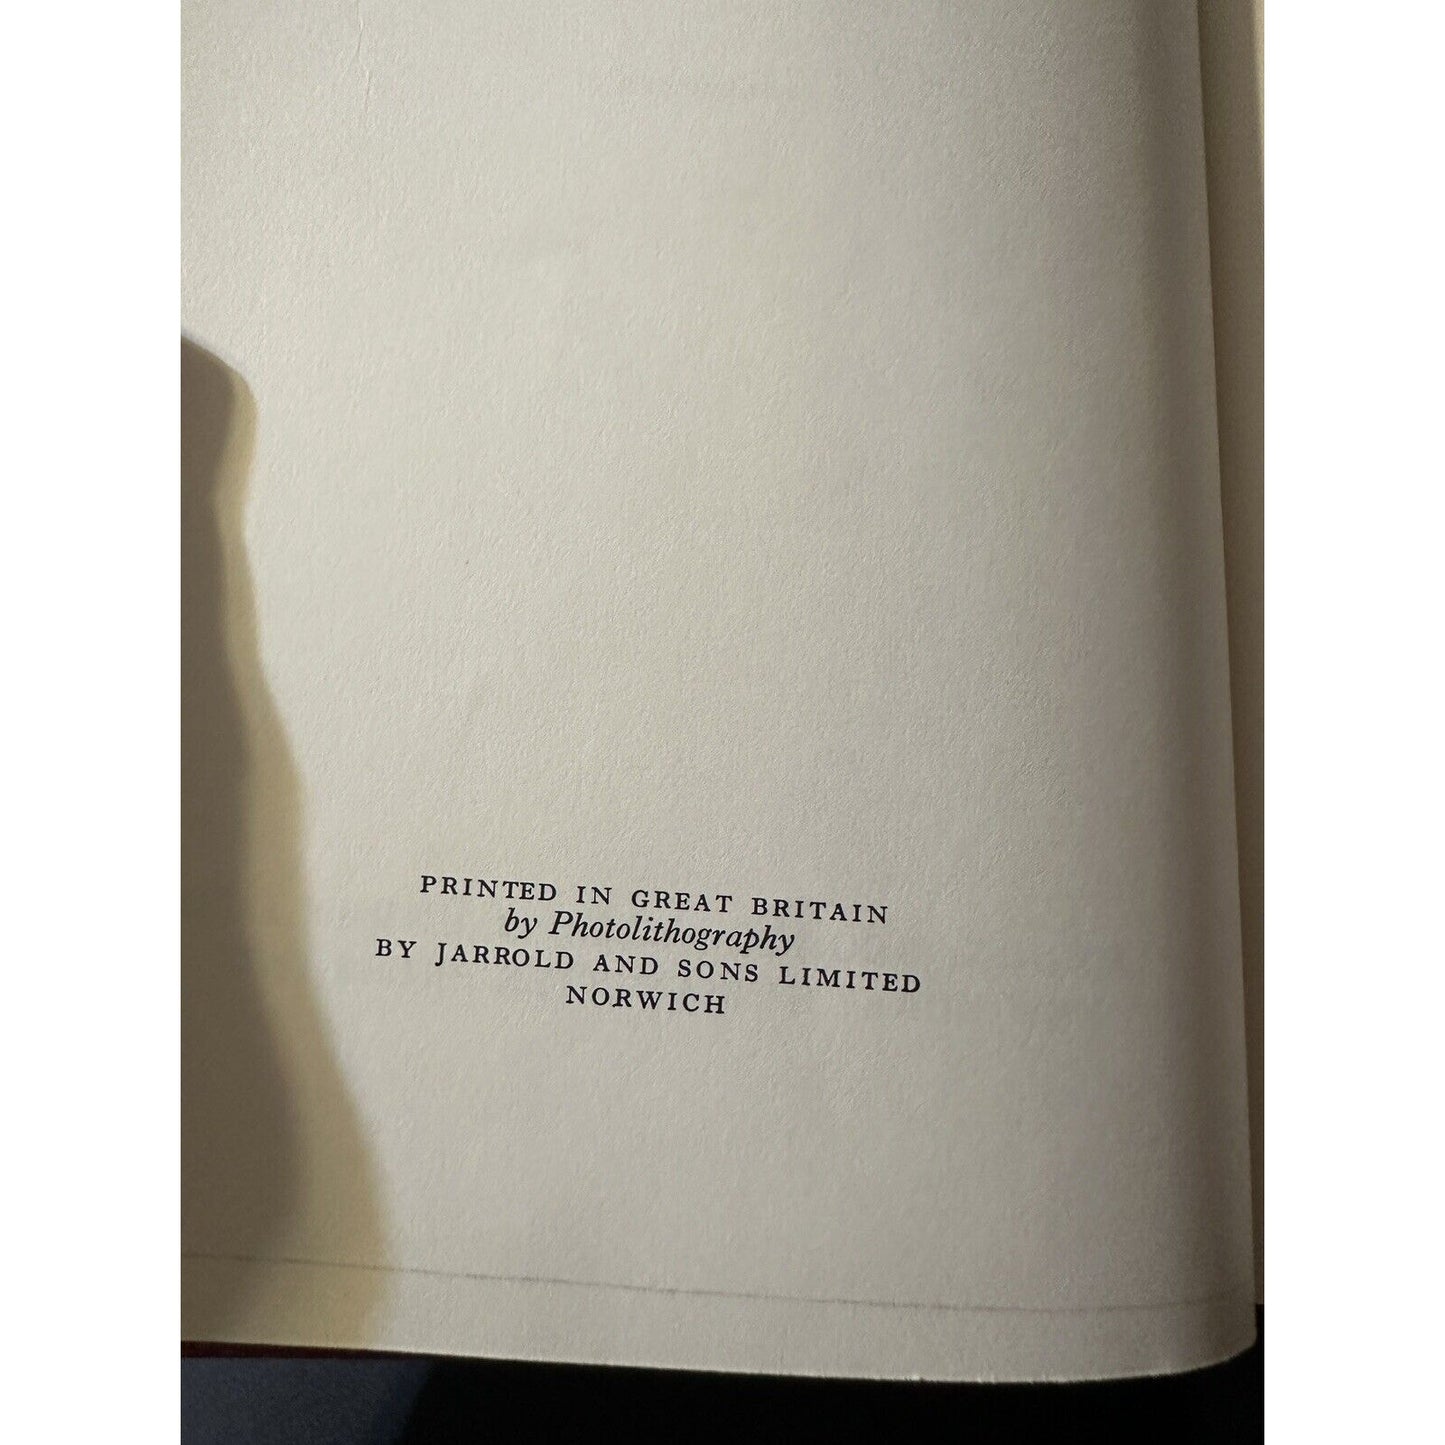 PRINTED IN GREAT BRITAIN
by Photolithography
BY JARROLD AND SONS LIMITED
NORWICH